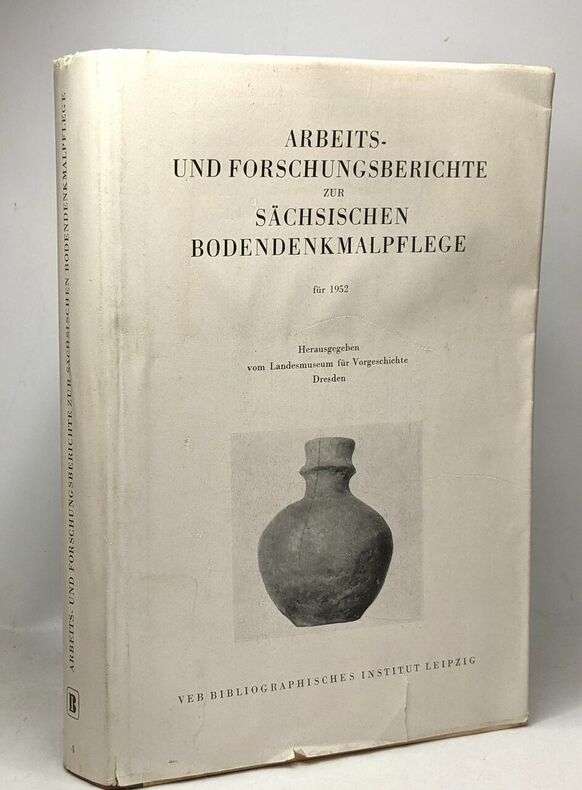 ARBEITS-
UND FORSCHUNGSBERICHTE
ZUR
SÄCHSISCHEN
BODENDENKMALPFLEGE
für 1952
Herausgegeben
vom Landesmuseum für Vorgeschichte
Dresden
VEB BIBLIOGRAPHISCHES INSTITUT LEIPZIG
ARBEITS- UND FORSCHUNGSBERICHTE ZUR SÄCHSISCHEN BODENDENKMALPFLEGE
B
4